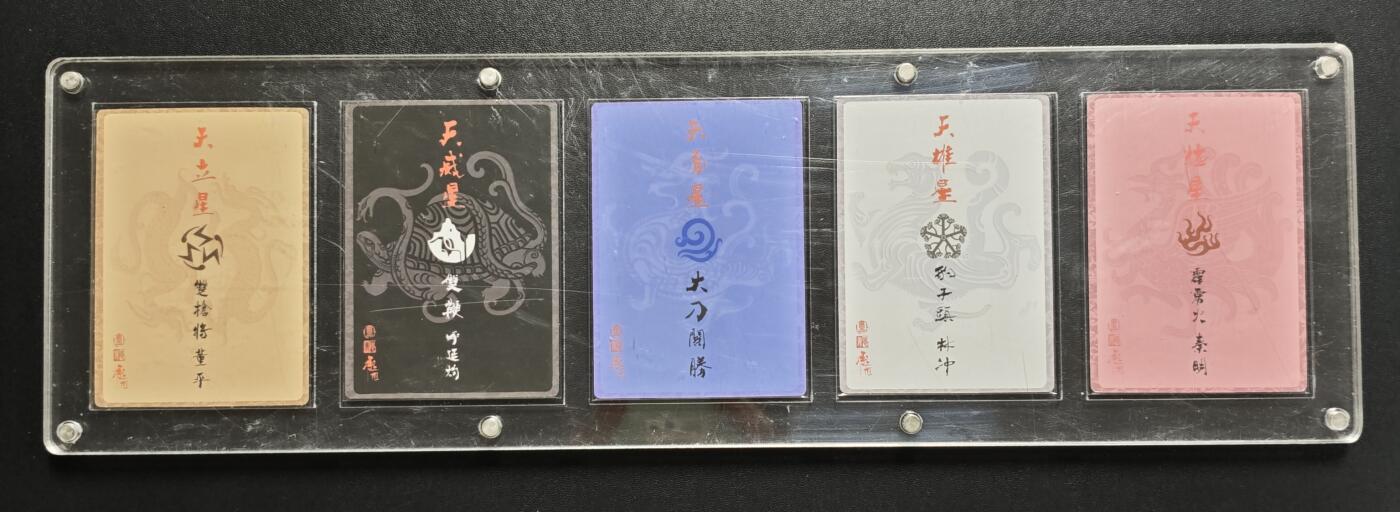 天立星
雙槍將 董平
天威星
雙鞭 呼延灼
天勇星
大刀 關勝
天雄星
豹子頭 林沖
天猛星
霹靂火 秦明